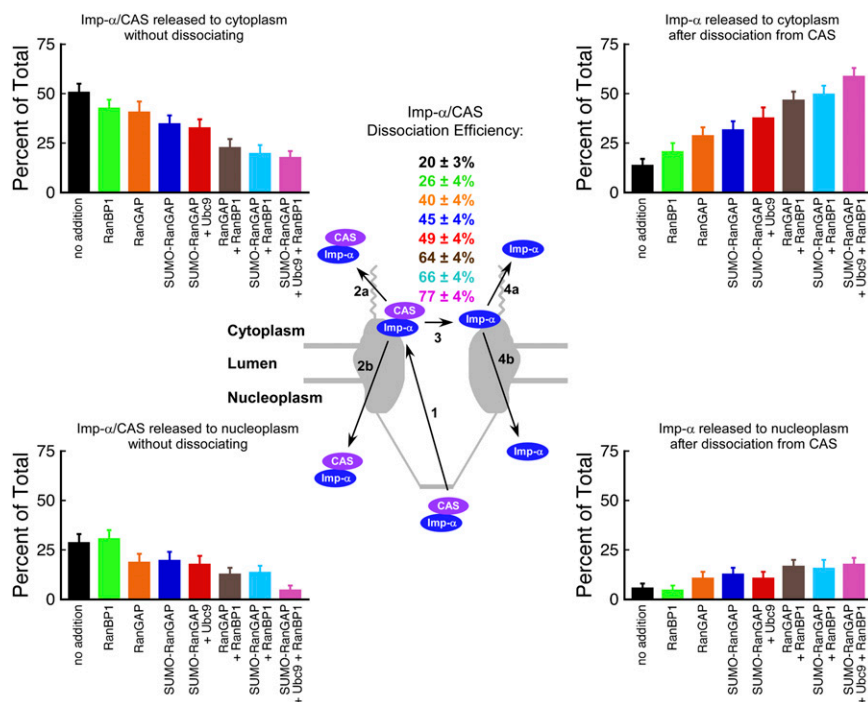 Imp-α/CAS released to cytoplasm
without dissociating
Percent of Total
75
50
25
0
no addition
RanBP1
RanGAP
SUMO-RanGAP
SUMO-RanGAP
+ Ubc9
RanGAP
+ RanBP1
SUMO-RanGAP
+ RanBP1
SUMO-RanGAP
+ Ubc9 + RanBP1
Imp-α/CAS
Dissociation Efficiency:
20 ± 3%
26 ± 4%
40 ± 4%
45 ± 4%
49 ± 4%
64 ± 4%
66 ± 4%
77 ± 4%
Imp-α released to cytoplasm
after dissociation from CAS
Percent of Total
75
50
25
0
no addition
RanBP1
RanGAP
SUMO-RanGAP
SUMO-RanGAP
+ Ubc9
RanGAP
+ RanBP1
SUMO-RanGAP
+ RanBP1
SUMO-RanGAP
+ Ubc9 + RanBP1
CAS
Imp-α
2a
CAS
Imp-α
3
Imp-α
4a
Imp-α
Cytoplasm
Lumen
Nucleoplasm
2b
1
4b
CAS
Imp-α
CAS
Imp-α
Imp-α
Imp-α/CAS released to nucleoplasm
without dissociating
Percent of Total
75
50
25
0
no addition
RanBP1
RanGAP
SUMO-RanGAP
SUMO-RanGAP
+ Ubc9
RanGAP
+ RanBP1
SUMO-RanGAP
+ RanBP1
SUMO-RanGAP
+ Ubc9 + RanBP1
Imp-α released to nucleoplasm
after dissociation from CAS
Percent of Total
75
50
25
0
no addition
RanBP1
RanGAP
SUMO-RanGAP
SUMO-RanGAP
+ Ubc9
RanGAP
+ RanBP1
SUMO-RanGAP
+ RanBP1
SUMO-RanGAP
+ Ubc9 + RanBP1